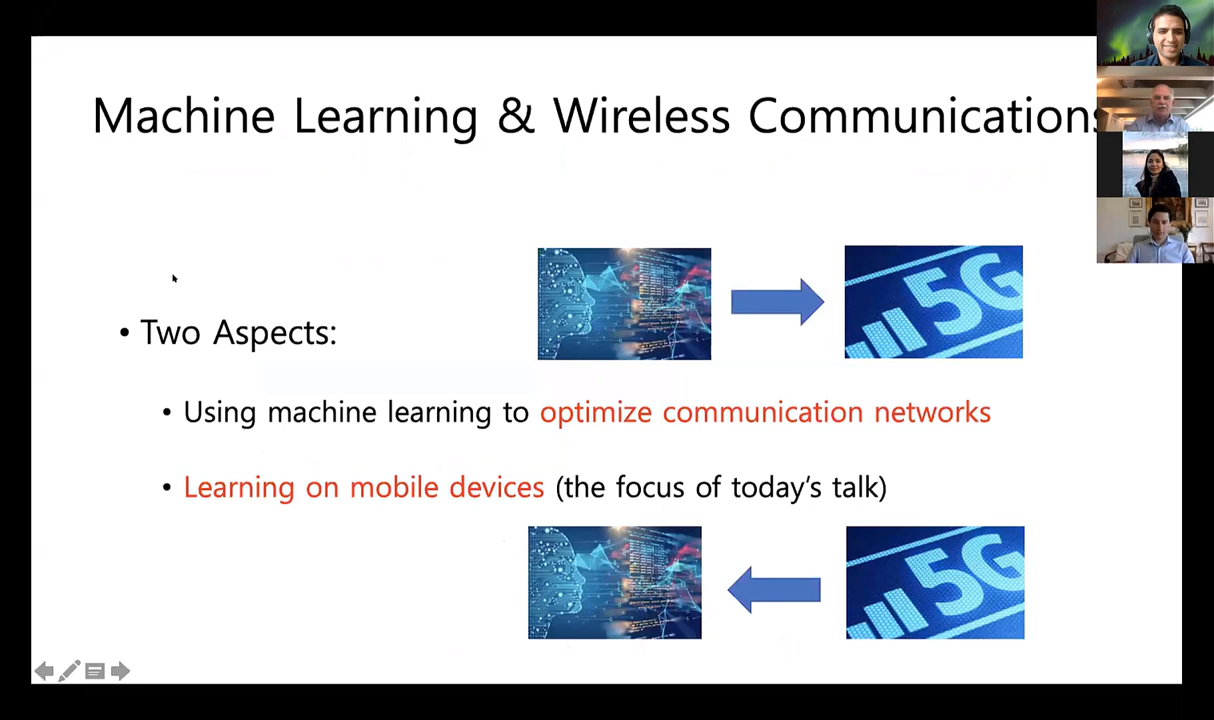 Machine Learning & Wireless Communications
• Two Aspects:
• Using machine learning to optimize communication networks
• Learning on mobile devices (the focus of today's talk)
5G
5G